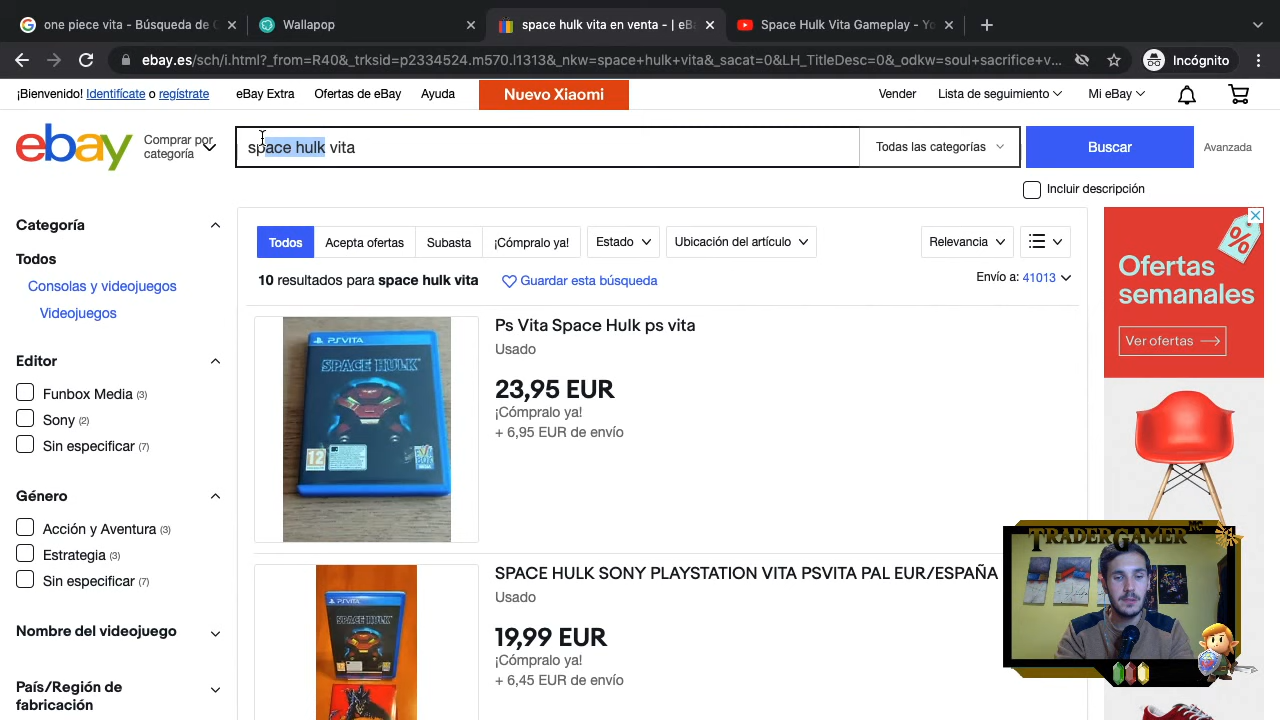 one piece vita - Búsqueda de G
Wallapop
space hulk vita en venta - | eB
Space Hulk Vita Gameplay - Yo
ebay.es/sch/i.html?_from=R40&_trksid=p2334524.m570.l1313&_nkw=space+hulk+vita&_sacat=0&LH_TitleDesc=0&_odkw=soul+sacrifice+v...
Incógnito
¡Bienvenido! Identifícate o regístrate
eBay Extra
Ofertas de eBay
Ayuda
Nuevo Xiaomi
Vender
Lista de seguimiento
Mi eBay
ebay
Comprar por
categoría
space hulk vita
Todas las categorías
Buscar
Avanzada
Incluir descripción
Categoría
Todos
Consolas y videojuegos
Videojuegos
Editor
Funbox Media (3)
Sony (2)
Sin especificar (7)
Género
Acción y Aventura (3)
Estrategia (3)
Sin especificar (7)
Nombre del videojuego
País/Región de
fabricación
Todos
Acepta ofertas
Subasta
¡Cómpralo ya!
Estado
Ubicación del artículo
Relevancia
10 resultados para space hulk vita
Guardar esta búsqueda
Envío a: 41013
PSVITA
SPACE HULK
12
Ps Vita Space Hulk ps vita
Usado
23,95 EUR
¡Cómpralo ya!
+ 6,95 EUR de envío
PSVITA
SPACE HULK
SPACE HULK SONY PLAYSTATION VITA PSVITA PAL EUR/ESPAÑA
Usado
19,99 EUR
¡Cómpralo ya!
+ 6,45 EUR de envío
%
Ofertas
semanales
Ver ofertas
TRADERGAMER MC